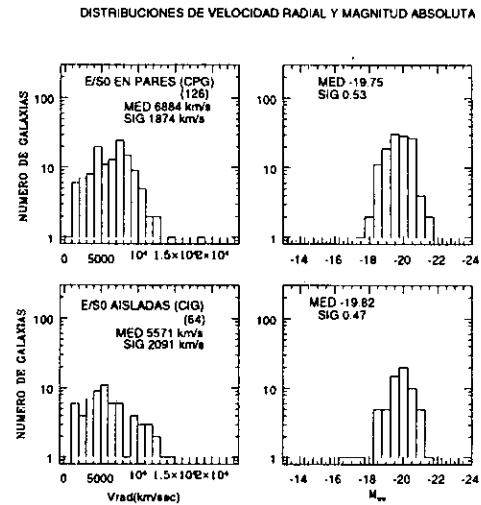 DISTRIBUCIONES DE VELOCIDAD RADIAL Y MAGNITUD ABSOLUTA
E/S0 EN PARES (CPG)
(126)
MED 6884 km/s
SIG 1874 km/s
NUMERO DE GALAXIAS
100
10
1
0 5000 10⁴ 1.5×10⁴ 2×10⁴
MED -19.75
SIG 0.53
100
10
1
-14 -16 -18 -20 -22 -24
E/S0 AISLADAS (CIG)
(64)
MED 5571 km/s
SIG 2091 km/s
NUMERO DE GALAXIAS
100
10
1
0 5000 10⁴ 1.5×10⁴ 2×10⁴
Vrad(km/sec)
MED -19.82
SIG 0.47
100
10
1
-14 -16 -18 -20 -22 -24